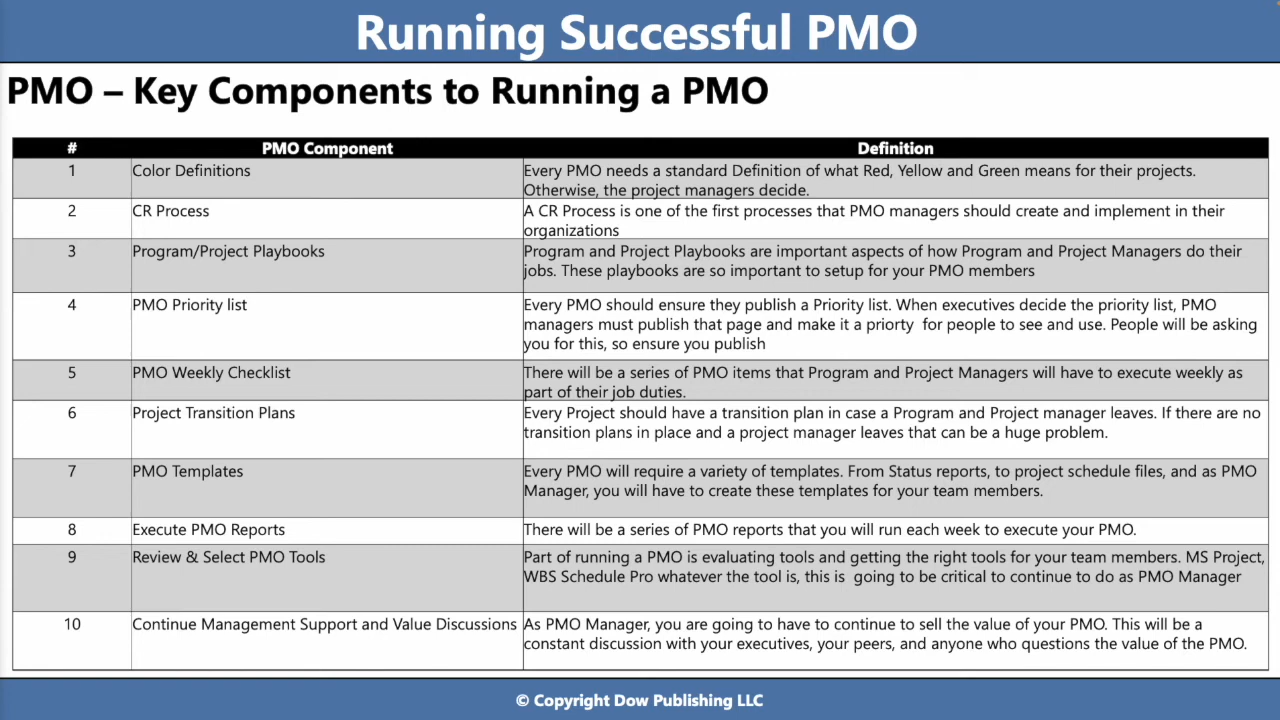 Running Successful PMO
PMO – Key Components to Running a PMO
# PMO Component Definition
1 Color Definitions Every PMO needs a standard Definition of what Red, Yellow and Green means for their projects.
Otherwise, the project managers decide.
2 CR Process A CR Process is one of the first processes that PMO managers should create and implement in their
organizations
3 Program/Project Playbooks Program and Project Playbooks are important aspects of how Program and Project Managers do their
jobs. These playbooks are so important to setup for your PMO members
4 PMO Priority list Every PMO should ensure they publish a Priority list. When executives decide the priority list, PMO
managers must publish that page and make it a priorty  for people to see and use. People will be asking
you for this, so ensure you publish
5 PMO Weekly Checklist There will be a series of PMO items that Program and Project Managers will have to execute weekly as
part of their job duties.
6 Project Transition Plans Every Project should have a transition plan in case a Program and Project manager leaves. If there are no
transition plans in place and a project manager leaves that can be a huge problem.
7 PMO Templates Every PMO will require a variety of templates. From Status reports, to project schedule files, and as PMO
Manager, you will have to create these templates for your team members.
8 Execute PMO Reports There will be a series of PMO reports that you will run each week to execute your PMO.
9 Review & Select PMO Tools Part of running a PMO is evaluating tools and getting the right tools for your team members. MS Project,
WBS Schedule Pro whatever the tool is, this is  going to be critical to continue to do as PMO Manager
10 Continue Management Support and Value Discussions As PMO Manager, you are going to have to continue to sell the value of your PMO. This will be a
constant discussion with your executives, your peers, and anyone who questions the value of the PMO.
© Copyright Dow Publishing LLC